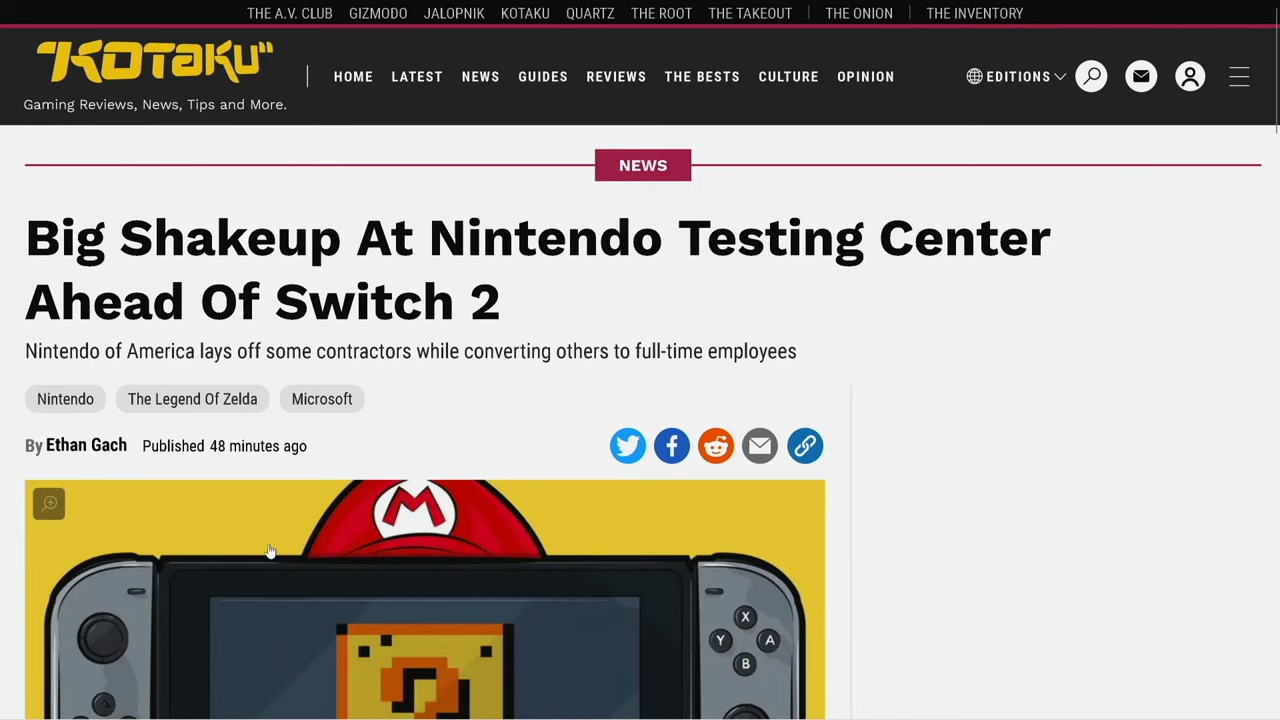 THE A.V. CLUB GIZMODO JALOPNIK KOTAKU QUARTZ THE ROOT THE TAKEOUT THE ONION THE INVENTORY
"KOTaKU"
Gaming Reviews, News, Tips and More.
HOME LATEST NEWS GUIDES REVIEWS THE BESTS CULTURE OPINION EDITIONS
NEWS
Big Shakeup At Nintendo Testing Center
Ahead Of Switch 2
Nintendo of America lays off some contractors while converting others to full-time employees
Nintendo The Legend Of Zelda Microsoft
By Ethan Gach Published 48 minutes ago
M
X
Y A
B
?